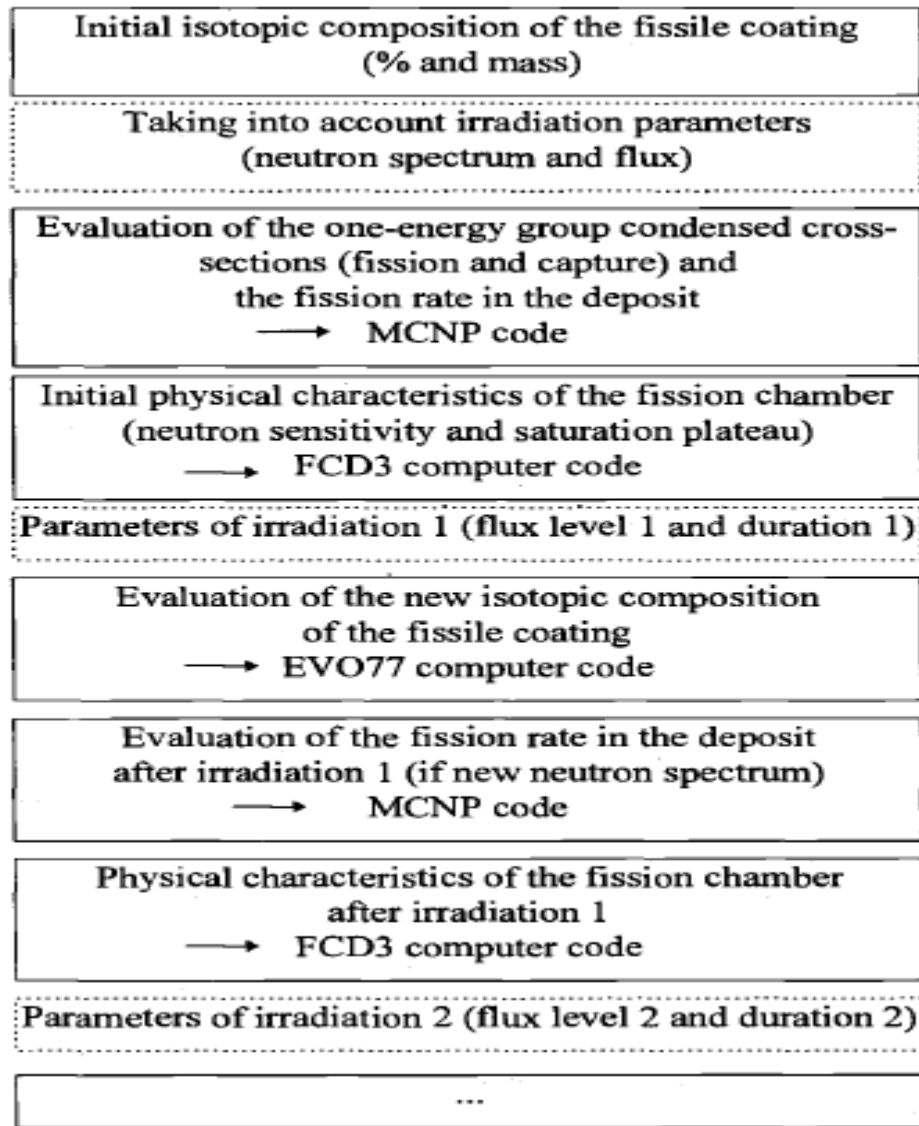 Initial isotopic composition of the fissile coating
(% and mass)
Taking into account irradiation parameters
(neutron spectrum and flux)
Evaluation of the one-energy group condensed cross-
sections (fission and capture) and
the fission rate in the deposit
→ MCNP code
Initial physical characteristics of the fission chamber
(neutron sensitivity and saturation plateau)
→ FCD3 computer code
Parameters of irradiation 1 (flux level 1 and duration 1)
Evaluation of the new isotopic composition
of the fissile coating
→ EVO77 computer code
Evaluation of the fission rate in the deposit
after irradiation 1 (if new neutron spectrum)
→ MCNP code
Physical characteristics of the fission chamber
after irradiation 1
→ FCD3 computer code
Parameters of irradiation 2 (flux level 2 and duration 2)
...